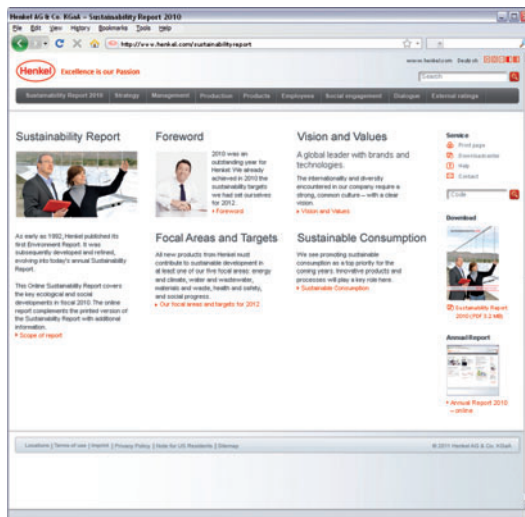 Henkel AG & Co. KGaA – Sustainability Report 2010
File Edit View History Bookmarks Tools Help
http://www.henkel.com/sustainabilityreport
www.henkel.com Deutsch
Henkel
Excellence is our Passion
Search
Sustainability Report 2010 Strategy Management Production Products Employees Social engagement Dialogue External ratings
Sustainability Report
As early as 1992, Henkel published its
first Environment Report. It was
subsequently developed and refined,
evolving into today's annual Sustainability
Report.
This Online Sustainability Report covers
the key ecological and social
developments in fiscal 2010. The online
report complements the printed version of
the Sustainability Report with additional
information.
Scope of report
Foreword
2010 was an
outstanding year for
Henkel: We already
achieved in 2010 the
sustainability targets
we had set ourselves
for 2012.
Foreword
Vision and Values
A global leader with brands and
technologies.
The internationality and diversity
encountered in our company require a
strong, common culture – with a clear
vision.
Vision and Values
Focal Areas and Targets
All new products from Henkel must
contribute to sustainable development in
at least one of our five focal areas: energy
and climate, water and wastewater,
materials and waste, health and safety,
and social progress.
Our focal areas and targets for 2012
Sustainable Consumption
We see promoting sustainable
consumption as a top priority for the
coming years. Innovative products and
processes will play a key role here.
Sustainable Consumption
Service
Print page
Download center
Help
Contact
Code
Download
Sustainability Report
2010 (PDF 3.2 MB)
Annual Report
Annual Report 2010
– online
Locations | Terms of use | Imprint | Privacy Policy | Note for US Residents | Sitemap
© 2011 Henkel AG & Co. KGaA